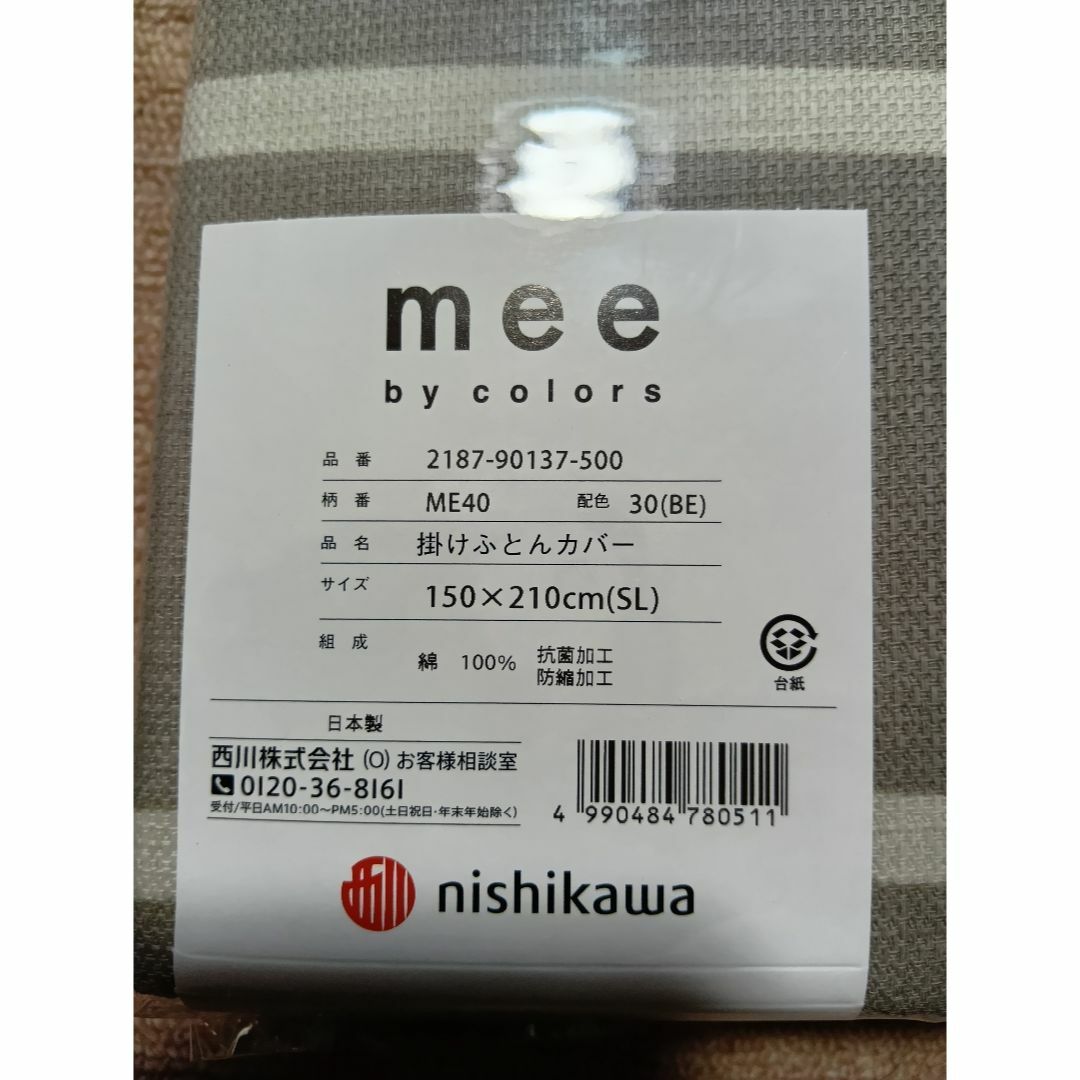 mee
by colors
品番 2187-90137-500
柄番 ME40 配色 30(BE)
品名 掛けふとんカバー
サイズ 150×210cm(SL)
組成 綿 100% 抗菌加工
防縮加工
台紙
日本製
西川株式会社 (O) お客様相談室
0120-36-8161
受付/平日AM10:00~PM5:00(土日祝日・年末年始除く)
4 990484 780511
西川 nishikawa